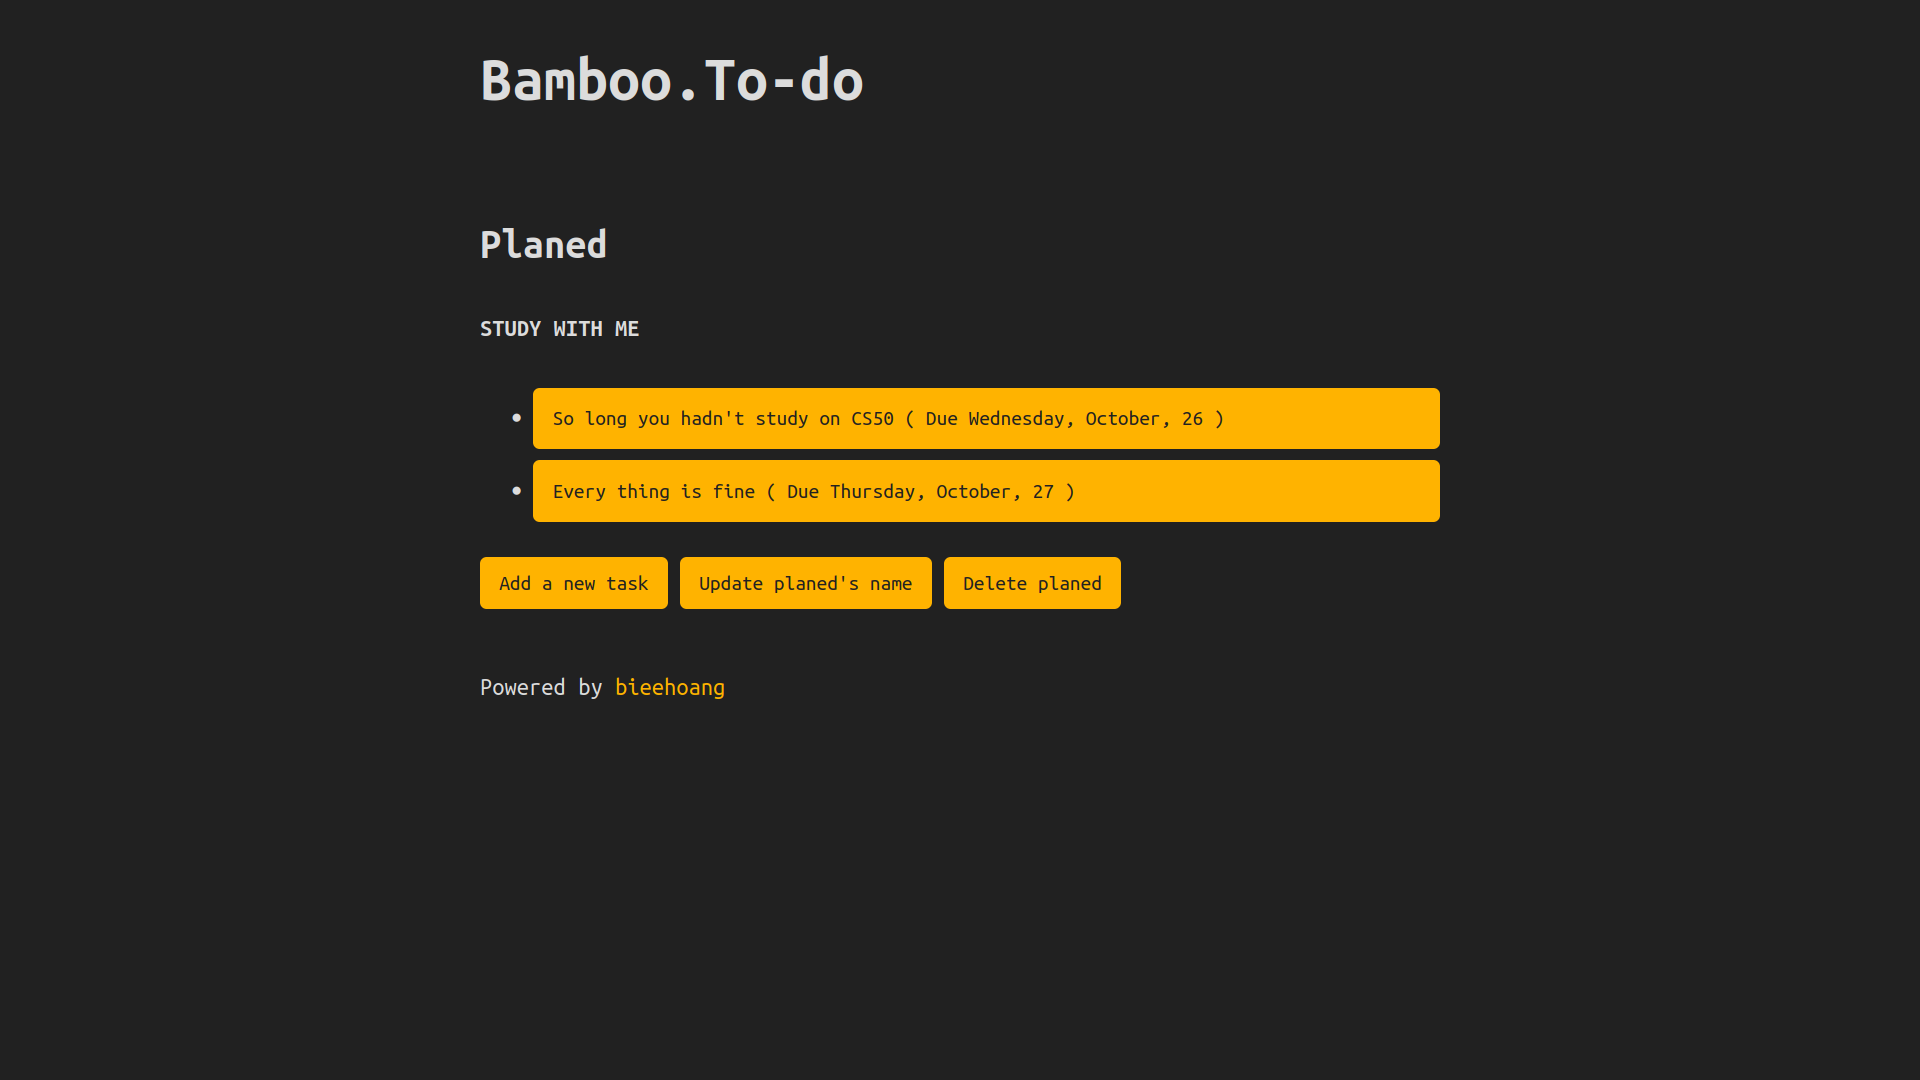 Bamboo.To-do
Planed
STUDY WITH ME
So long you hadn't study on CS50 ( Due Wednesday, October, 26 )
Every thing is fine ( Due Thursday, October, 27 )
Add a new task Update planed's name Delete planed
Powered by bieehoang